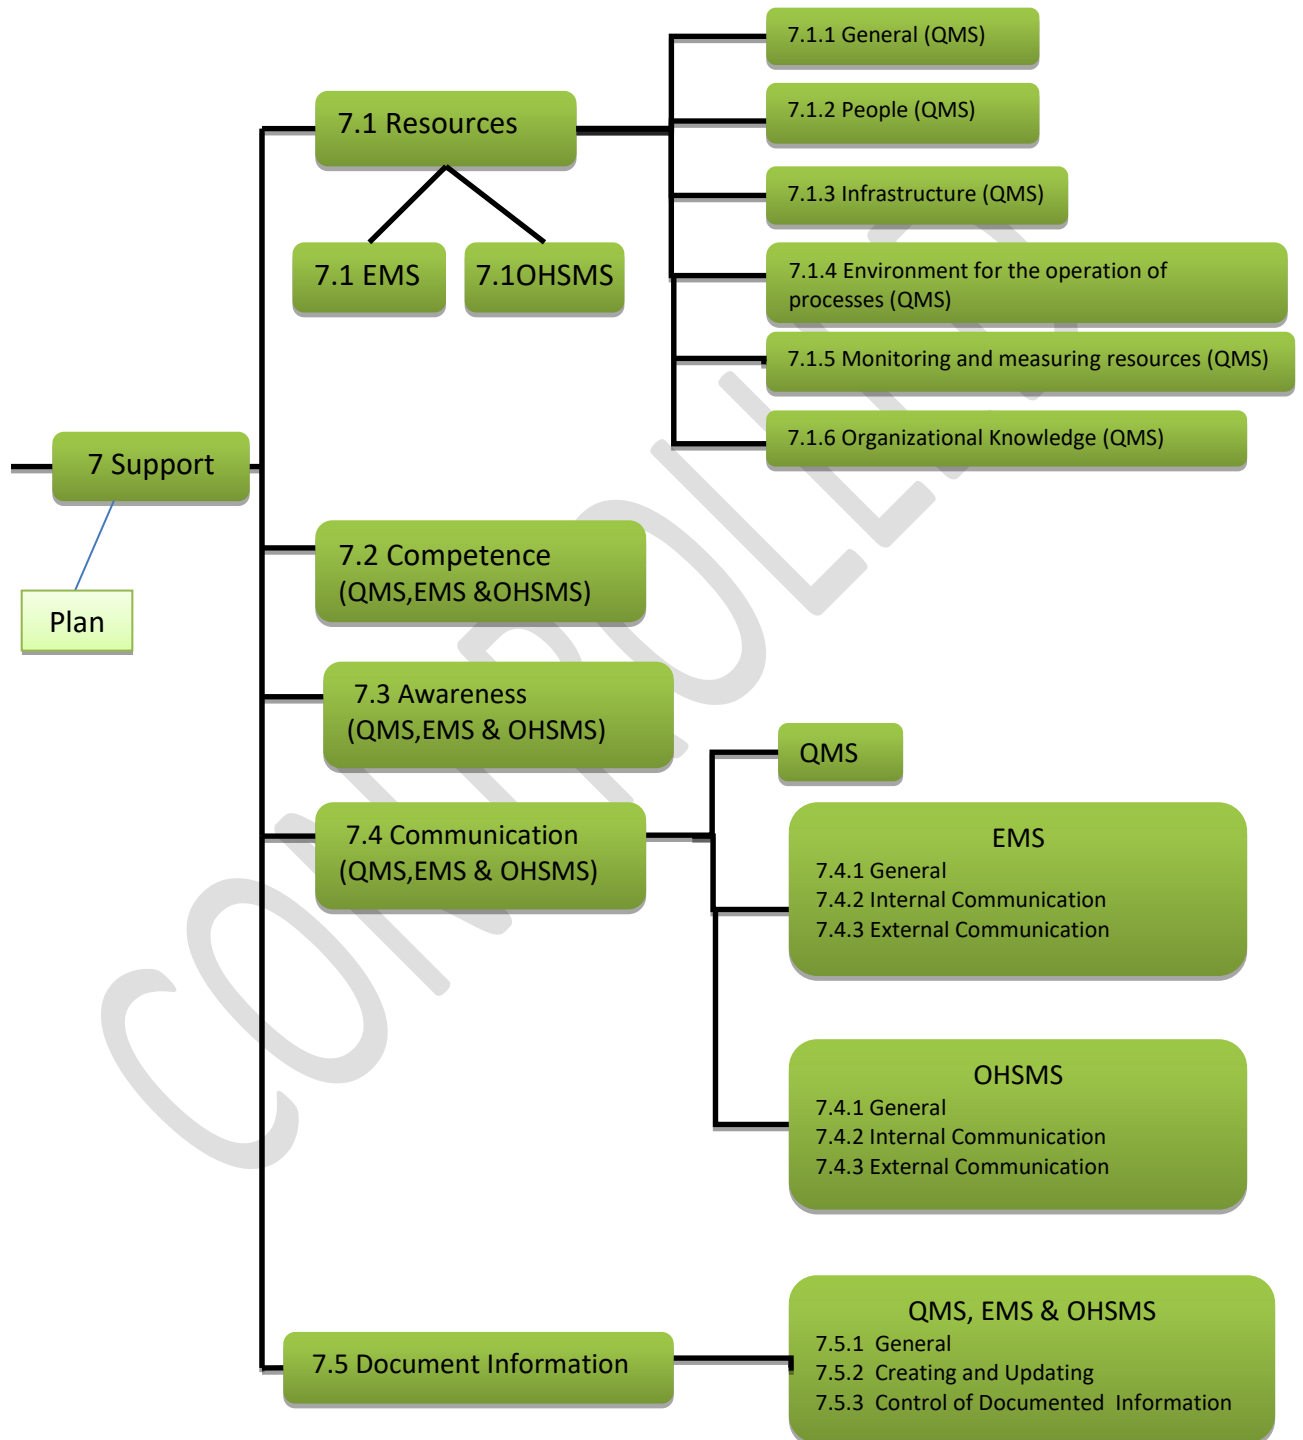 7.1.1 General (QMS)
7.1 Resources
7.1.2 People (QMS)
7.1.3 Infrastructure (QMS)
7.1 EMS
7.1OHSMS
7.1.4 Environment for the operation of
processes (QMS)
7.1.5 Monitoring and measuring resources (QMS)
7.1.6 Organizational Knowledge (QMS)
7 Support
Plan
7.2 Competence
(QMS,EMS &OHSMS)
7.3 Awareness
(QMS,EMS & OHSMS)
7.4 Communication
(QMS,EMS & OHSMS)
QMS
EMS
7.4.1 General
7.4.2 Internal Communication
7.4.3 External Communication
OHSMS
7.4.1 General
7.4.2 Internal Communication
7.4.3 External Communication
7.5 Document Information
QMS, EMS & OHSMS
7.5.1 General
7.5.2 Creating and Updating
7.5.3 Control of Documented Information
CONTROLLED